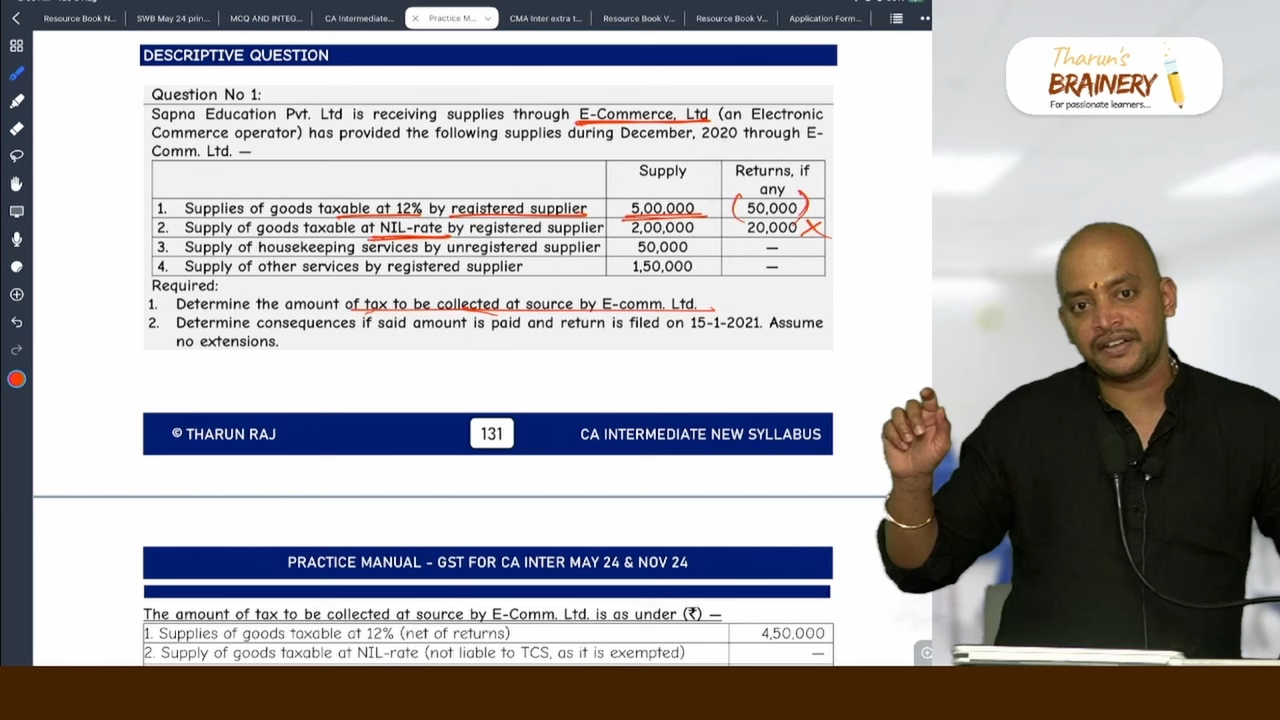 Resource Book N...
SWB May 24 prin...
MCQ AND INTEG...
CA Intermediate...
Practice M...
CMA Inter extra t...
Resource Book V...
Resource Book V...
Application Form...
Tharun's
BRAINERY
For passionate learners...
DESCRIPTIVE QUESTION
Question No 1:
Sapna Education Pvt. Ltd is receiving supplies through E-Commerce, Ltd (an Electronic
Commerce operator) has provided the following supplies during December, 2020 through E-
Comm. Ltd. —
Supply Returns, if
any
1. Supplies of goods taxable at 12% by registered supplier 5,00,000 50,000
2. Supply of goods taxable at NIL-rate by registered supplier 2,00,000 20,000
3. Supply of housekeeping services by unregistered supplier 50,000 —
4. Supply of other services by registered supplier 1,50,000 —
Required:
1. Determine the amount of tax to be collected at source by E-comm. Ltd.
2. Determine consequences if said amount is paid and return is filed on 15-1-2021. Assume
no extensions.
© THARUN RAJ 131 CA INTERMEDIATE NEW SYLLABUS
PRACTICE MANUAL - GST FOR CA INTER MAY 24 & NOV 24
The amount of tax to be collected at source by E-Comm. Ltd. is as under (₹) —
1. Supplies of goods taxable at 12% (net of returns) 4,50,000
2. Supply of goods taxable at NIL-rate (not liable to TCS, as it is exempted) —